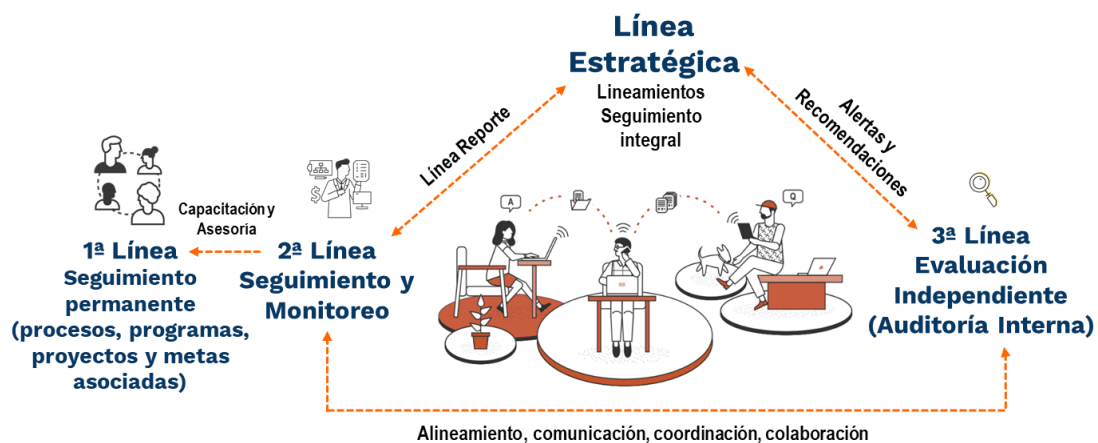 Línea
Estratégica
Lineamientos
Seguimiento
integral
Línea Reporte
Alertas y
Recomendaciones
A
Q
$
Capacitación y
Asesoría
1ª Línea
Seguimiento
permanente
(procesos, programas,
proyectos y metas
asociadas)
2ª Línea
Seguimiento y
Monitoreo
3ª Línea
Evaluación
Independiente
(Auditoría Interna)
Alineamiento, comunicación, coordinación, colaboración